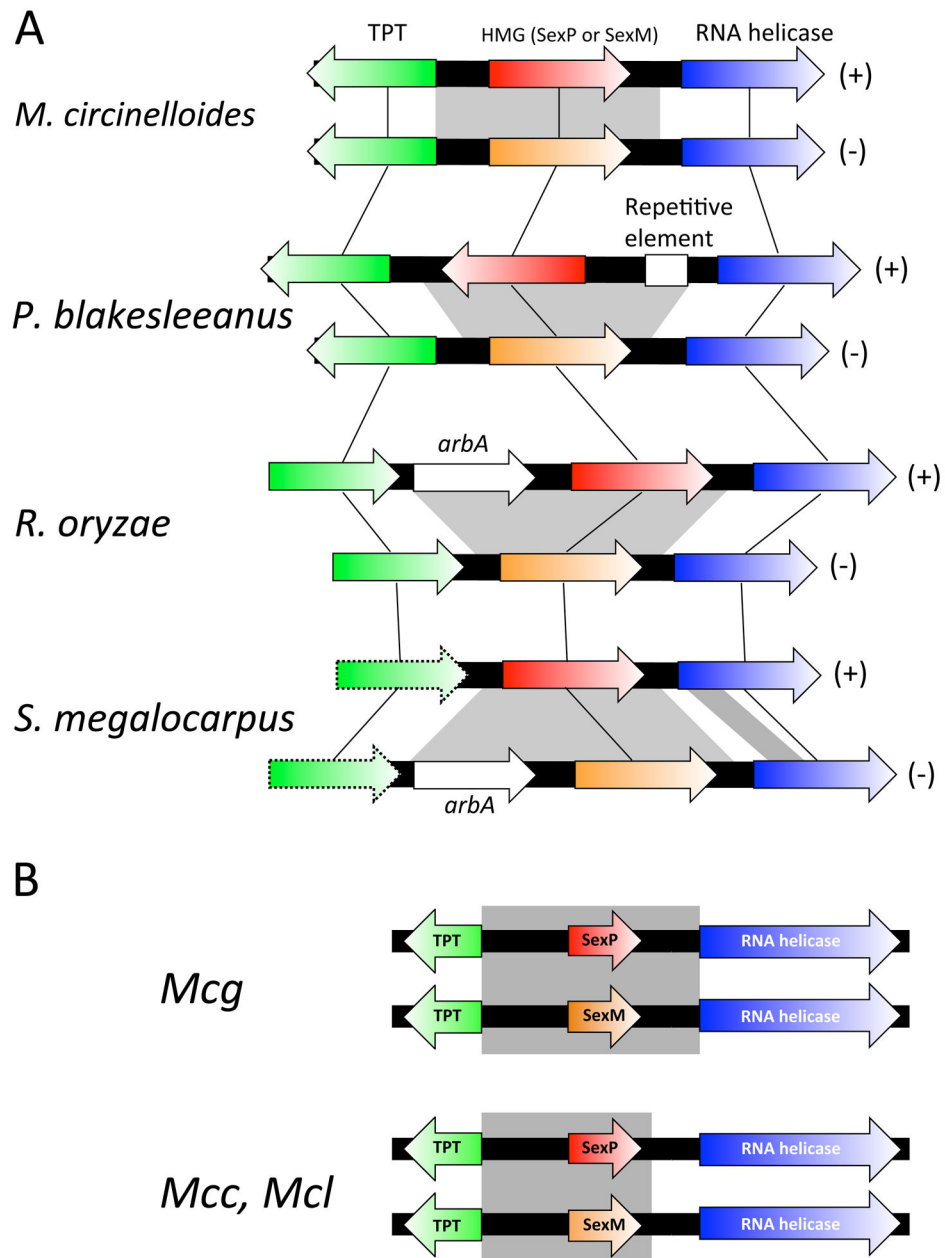 A
TPT
HMG (SexP or SexM)
RNA helicase
(+)
M. circinelloides
(-)
Repetitive
element
(+)
P. blakesleeanus
(-)
arbA
(+)
R. oryzae
(-)
(+)
S. megalocarpus
(-)
arbA
B
TPT SexP RNA helicase
Mcg
TPT SexM RNA helicase
TPT SexP RNA helicase
Mcc, Mcl
TPT SexM RNA helicase